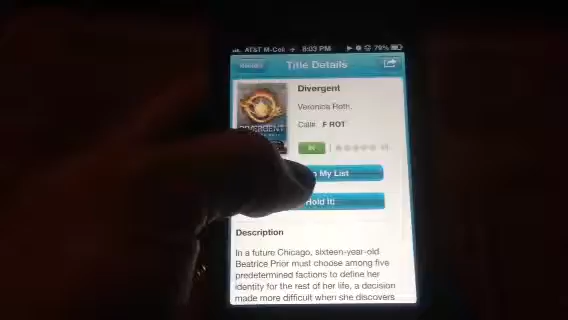 AT&T M-Cell 8:03 PM 79%
Title Details
Divergent
Veronica Roth.
Call#: F ROT
DIVERGENT
My List
Hold It!
Description
In a future Chicago, sixteen-year-old
Beatrice Prior must choose among five
predetermined factions to define her
identity for the rest of her life, a decision
made more difficult when she discovers